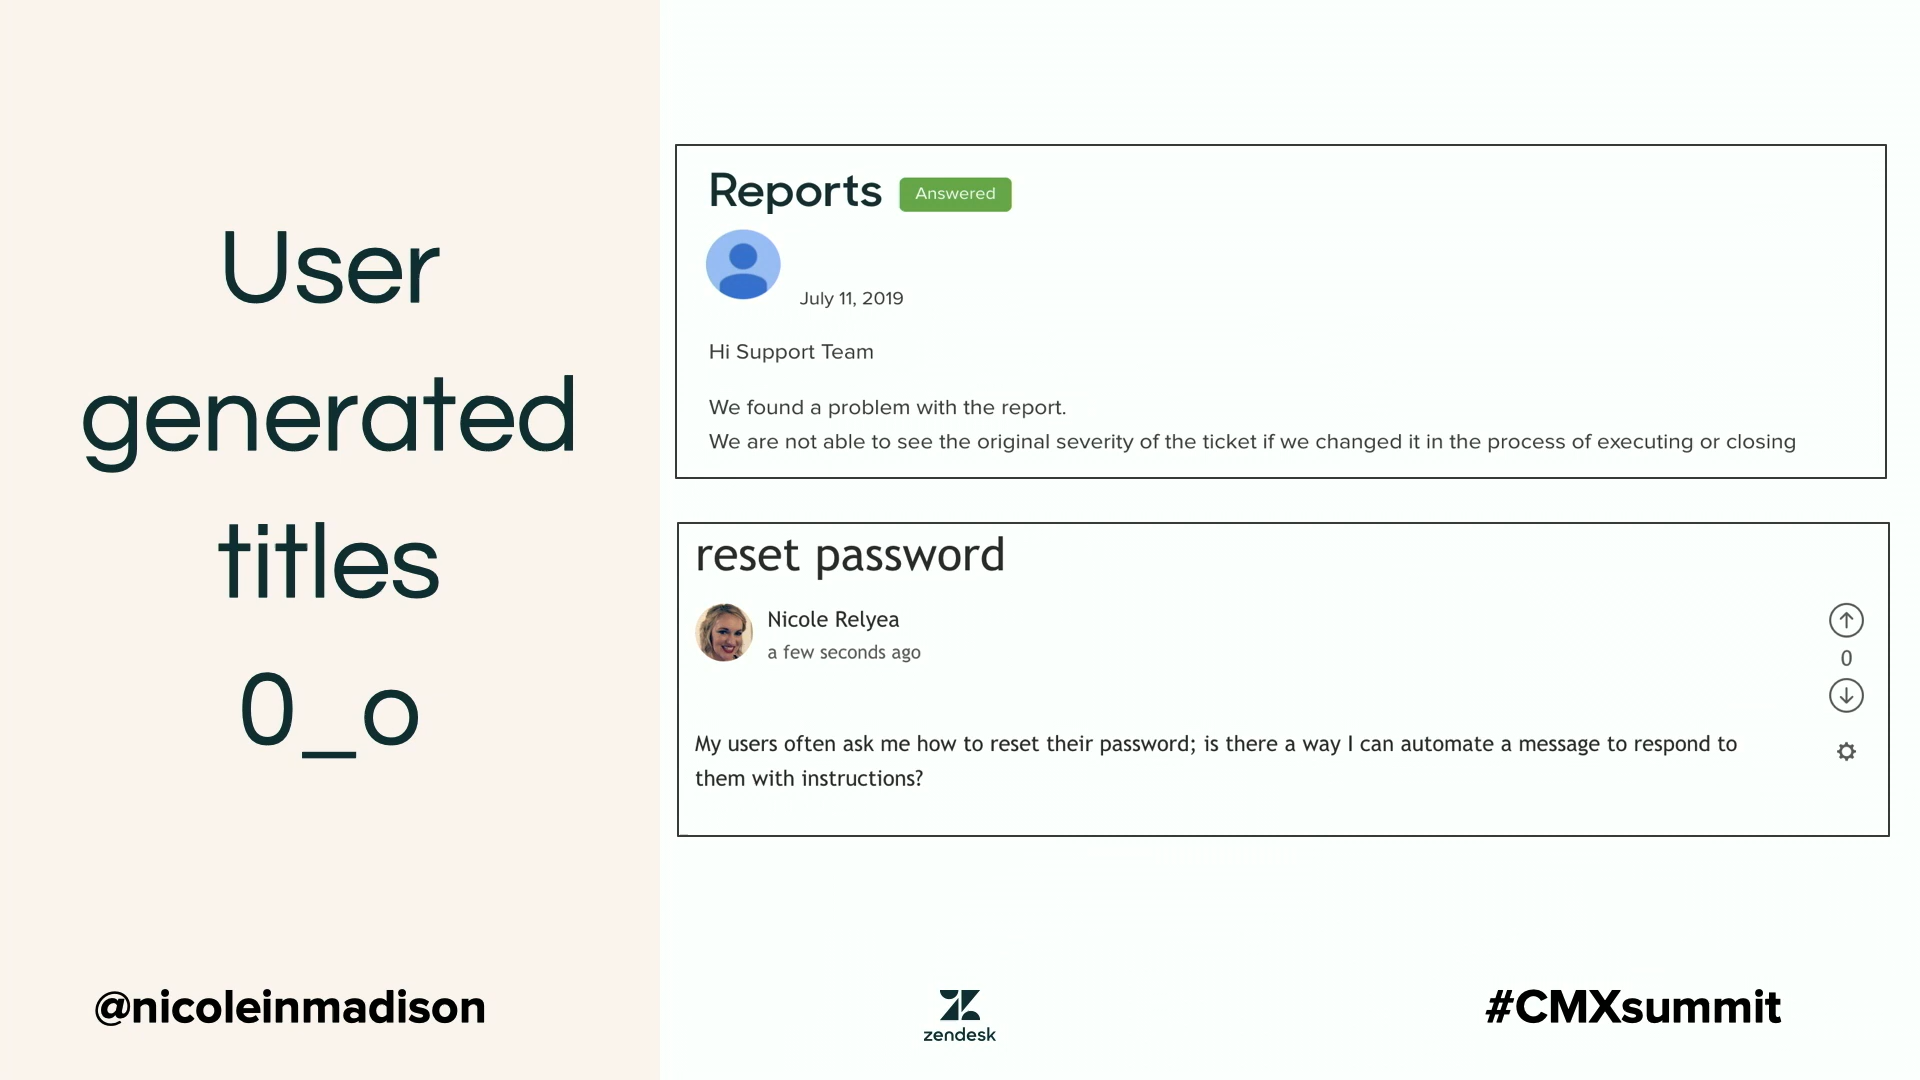 User
generated
titles
0_o
Reports
Answered
July 11, 2019
Hi Support Team
We found a problem with the report.
We are not able to see the original severity of the ticket if we changed it in the process of executing or closing
reset password
Nicole Relyea
a few seconds ago
0
My users often ask me how to reset their password; is there a way I can automate a message to respond to
them with instructions?
@nicoleinmadison
zendesk
#CMXsummit